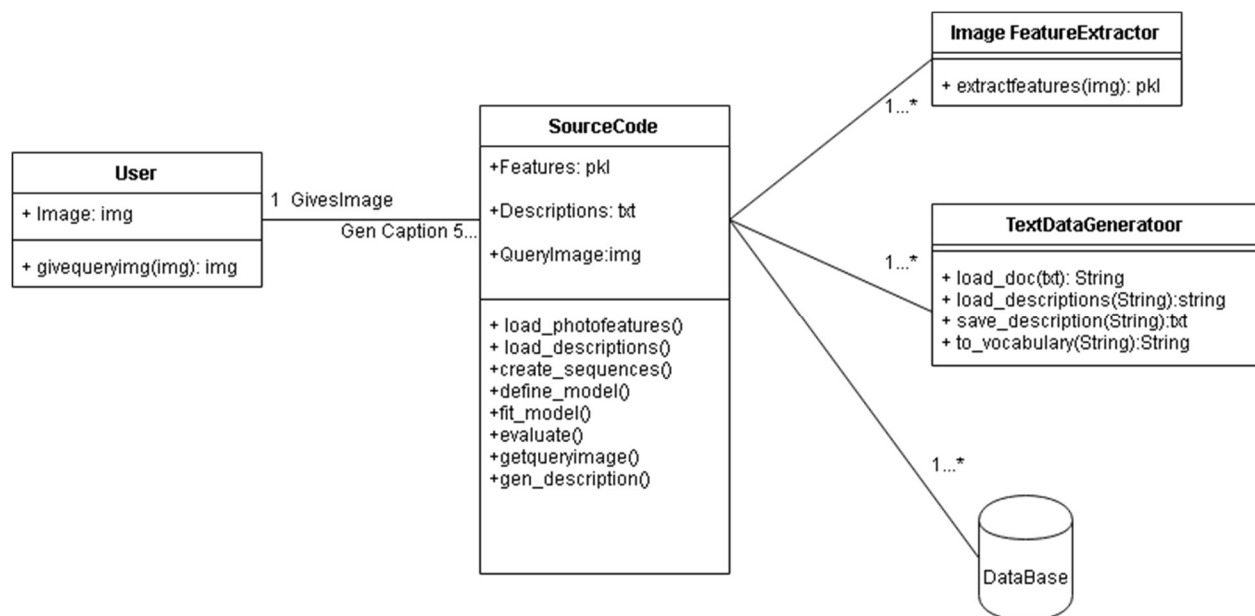 User
+ Image: img
+ givequeryimg(img): img
1 GivesImage
Gen Caption 5...
SourceCode
+Features: pkl
+Descriptions: txt
+QueryImage:img
+ load_photofeatures()
+ load_descriptions()
+create_sequences()
+define_model()
+fit_model()
+evaluate()
+getqueryimage()
+gen_description()
Image FeatureExtractor
+ extractfeatures(img): pkl
1...*
TextDataGeneratoor
+ load_doc(txt): String
+ load_descriptions(String):string
+ save_description(String):txt
+ to_vocabulary(String):String
1...*
1...*
DataBase